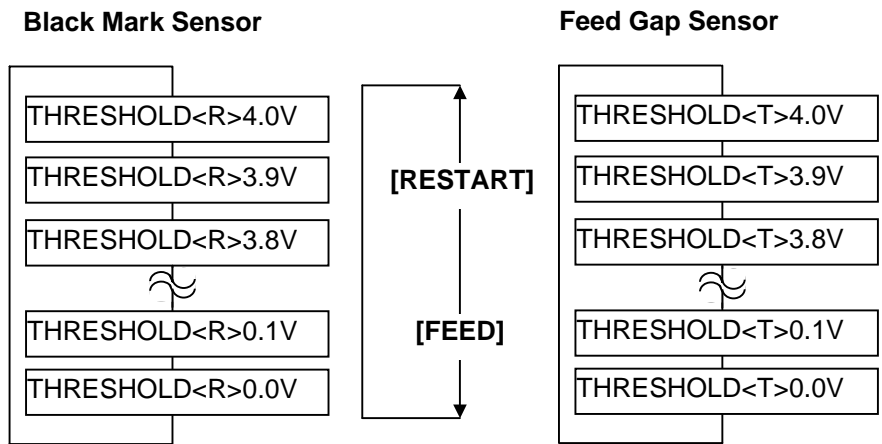 Black Mark Sensor
THRESHOLD<R>4.0V
THRESHOLD<R>3.9V
THRESHOLD<R>3.8V
THRESHOLD<R>0.1V
THRESHOLD<R>0.0V
[RESTART]
[FEED]
Feed Gap Sensor
THRESHOLD<T>4.0V
THRESHOLD<T>3.9V
THRESHOLD<T>3.8V
THRESHOLD<T>0.1V
THRESHOLD<T>0.0V